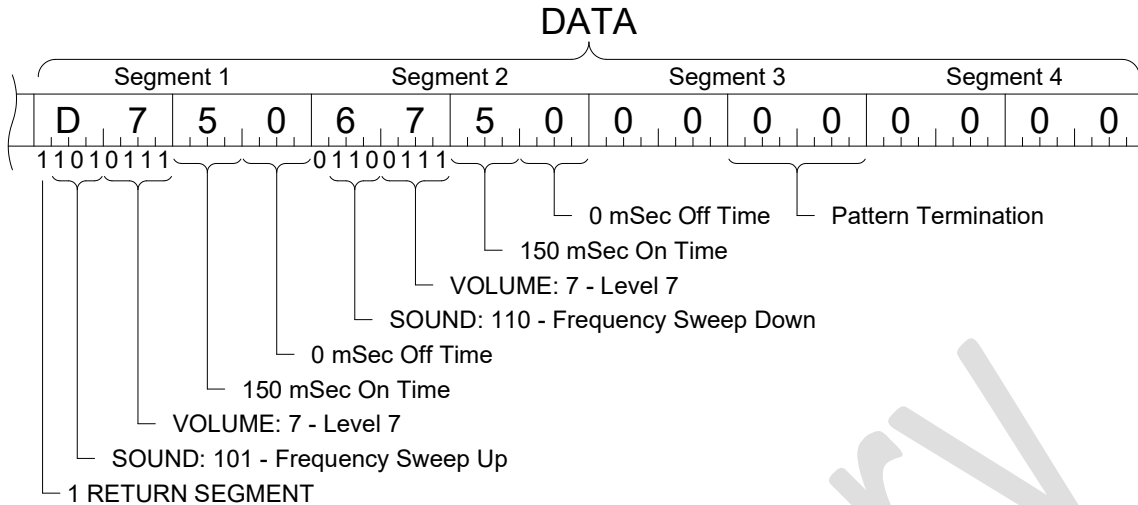 DATA
Segment 1 Segment 2 Segment 3 Segment 4
D 7 5 0 6 7 5 0 0 0 0 0 0 0 0 0
11010111 01100111
0 mSec Off Time Pattern Termination
150 mSec On Time
VOLUME: 7 - Level 7
SOUND: 110 - Frequency Sweep Down
0 mSec Off Time
150 mSec On Time
VOLUME: 7 - Level 7
SOUND: 101 - Frequency Sweep Up
1 RETURN SEGMENT
ry